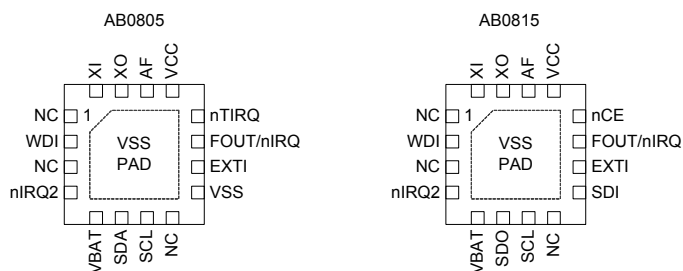 AB0805
XI XO AF VCC
NC 1 nTIRQ
WDI VSS FOUT/nIRQ
NC PAD EXTI
nIRQ2 VSS
VBAT SDA SCL NC
AB0815
XI XO AF VCC
NC 1 nCE
WDI VSS FOUT/nIRQ
NC PAD EXTI
nIRQ2 SDI
VBAT SDO SCL NC